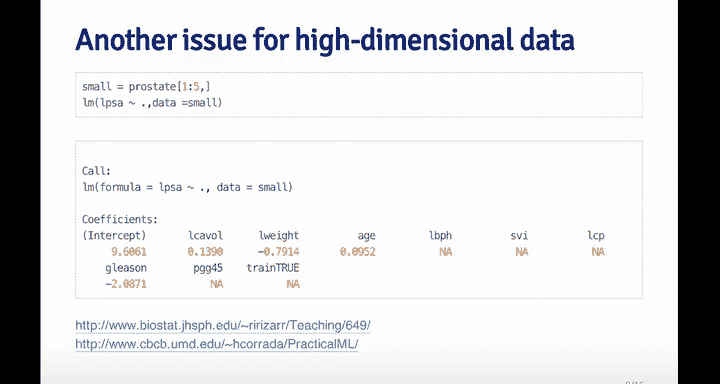 Another issue for high-dimensional data
small = prostate[1:5,]
lm(lpsa ~ .,data =small)
Call:
lm(formula = lpsa ~ ., data = small)
Coefficients:
(Intercept) lcavol lweight age lbph svi lcp
9.6061 0.1390 -0.7914 0.0952 NA NA NA
gleason pgg45 trainTRUE
-2.0871 NA NA
http://www.biostat.jhsph.edu/~ririzarr/Teaching/649/
http://www.cbcb.umd.edu/~hcorrada/PracticalML/